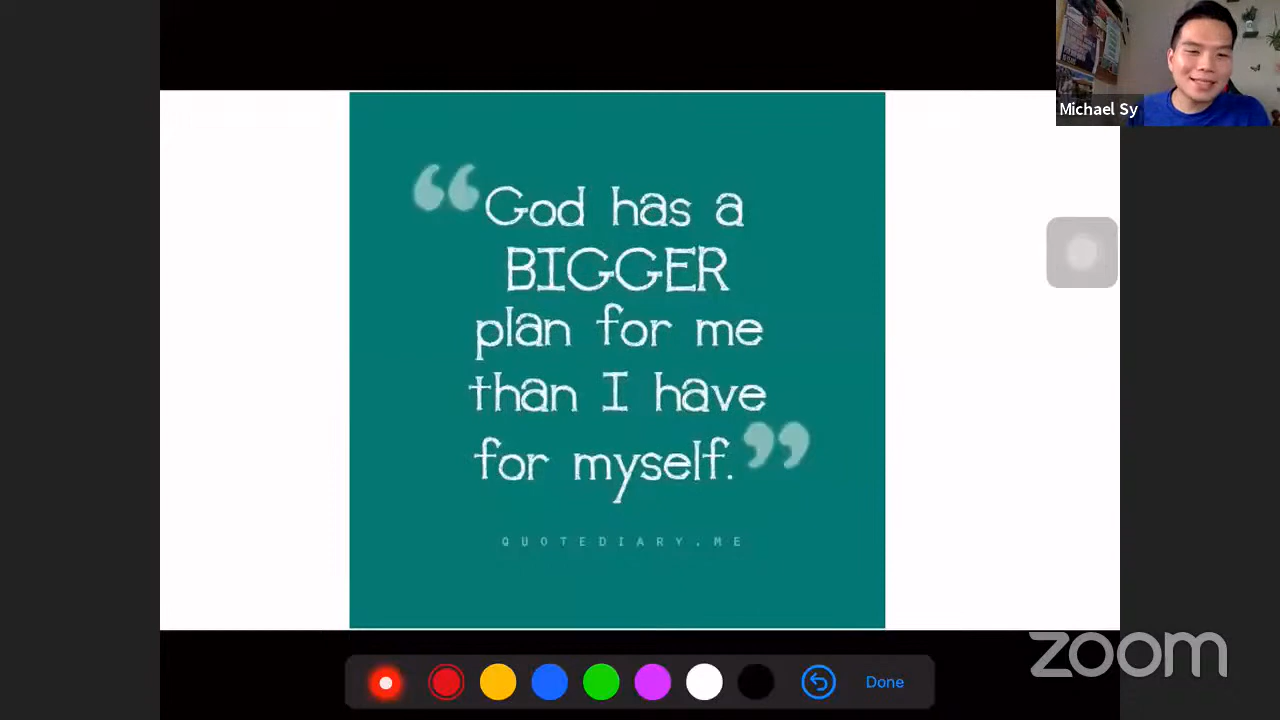 Michael Sy
“God has a
BIGGER
plan for me
than I have
for myself.”
QUOTEDIARY.ME
zoom
Done